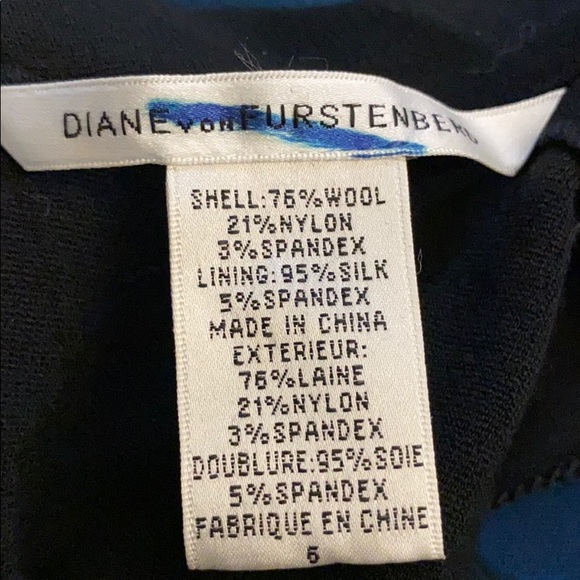 DIANE von FURSTENBERG
SHELL:76%WOOL
21%NYLON
3%SPANDEX
LINING:95%SILK
5%SPANDEX
MADE IN CHINA
EXTERIEUR:
76%LAINE
21%NYLON
3%SPANDEX
DOUBLURE:95%SOIE
5%SPANDEX
FABRIQUE EN CHINE
6